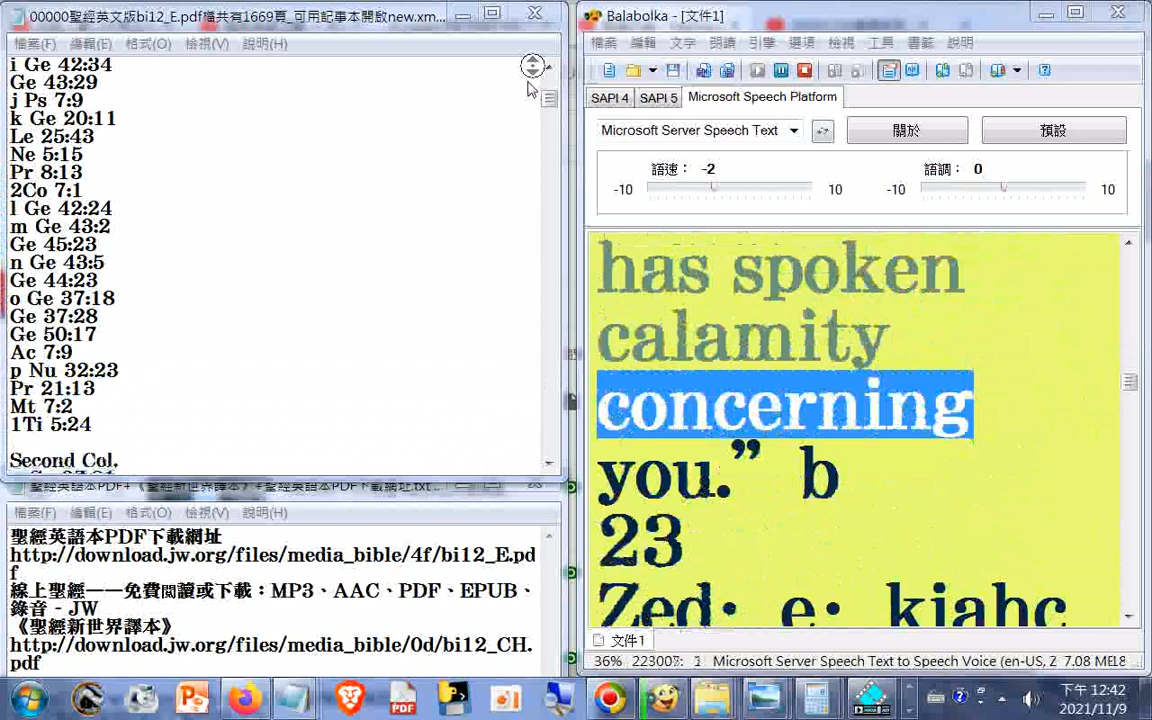 00000聖經英文版bi12_E.pdf檔共有1669頁_可用記事本開啟new.xm...
檔案(F) 編輯(E) 格式(O) 檢視(V) 說明(H)
i Ge 42:34
Ge 43:29
j Ps 7:9
k Ge 20:11
Le 25:43
Ne 5:15
Pr 8:13
2Co 7:1
l Ge 42:24
m Ge 43:2
Ge 45:23
n Ge 43:5
Ge 44:23
o Ge 37:18
Ge 37:28
Ge 50:17
Ac 7:9
p Nu 32:23
Pr 21:13
Mt 7:2
1Ti 5:24
Second Col.
聖經英語本PDF+《聖經新世界譯本》+聖經英語本PDF下載網址.txt...
檔案(F) 編輯(E) 格式(O) 檢視(V) 說明(H)
聖經英語本PDF下載網址
http://download.jw.org/files/media_bible/4f/bi12_E.pd
f
線上聖經——免費閱讀或下載：MP3、AAC、PDF、EPUB、
錄音 - JW
《聖經新世界譯本》
http://download.jw.org/files/media_bible/0d/bi12_CH.
pdf
Balabolka - [文件1]
檔案 編輯 文字 朗讀 引擎 選項 檢視 工具 書籤 說明
SAPI 4 SAPI 5 Microsoft Speech Platform
Microsoft Server Speech Text 關於 預設
語速： -2 語調： 0
-10 10 -10 10
has spoken
calamity
concerning
you.” b
23
Zed· e· kiahc
文件1
36% 223007: 1 Microsoft Server Speech Text to Speech Voice (en-US, Z 7.08 ME
下午 12:42
2021/11/9